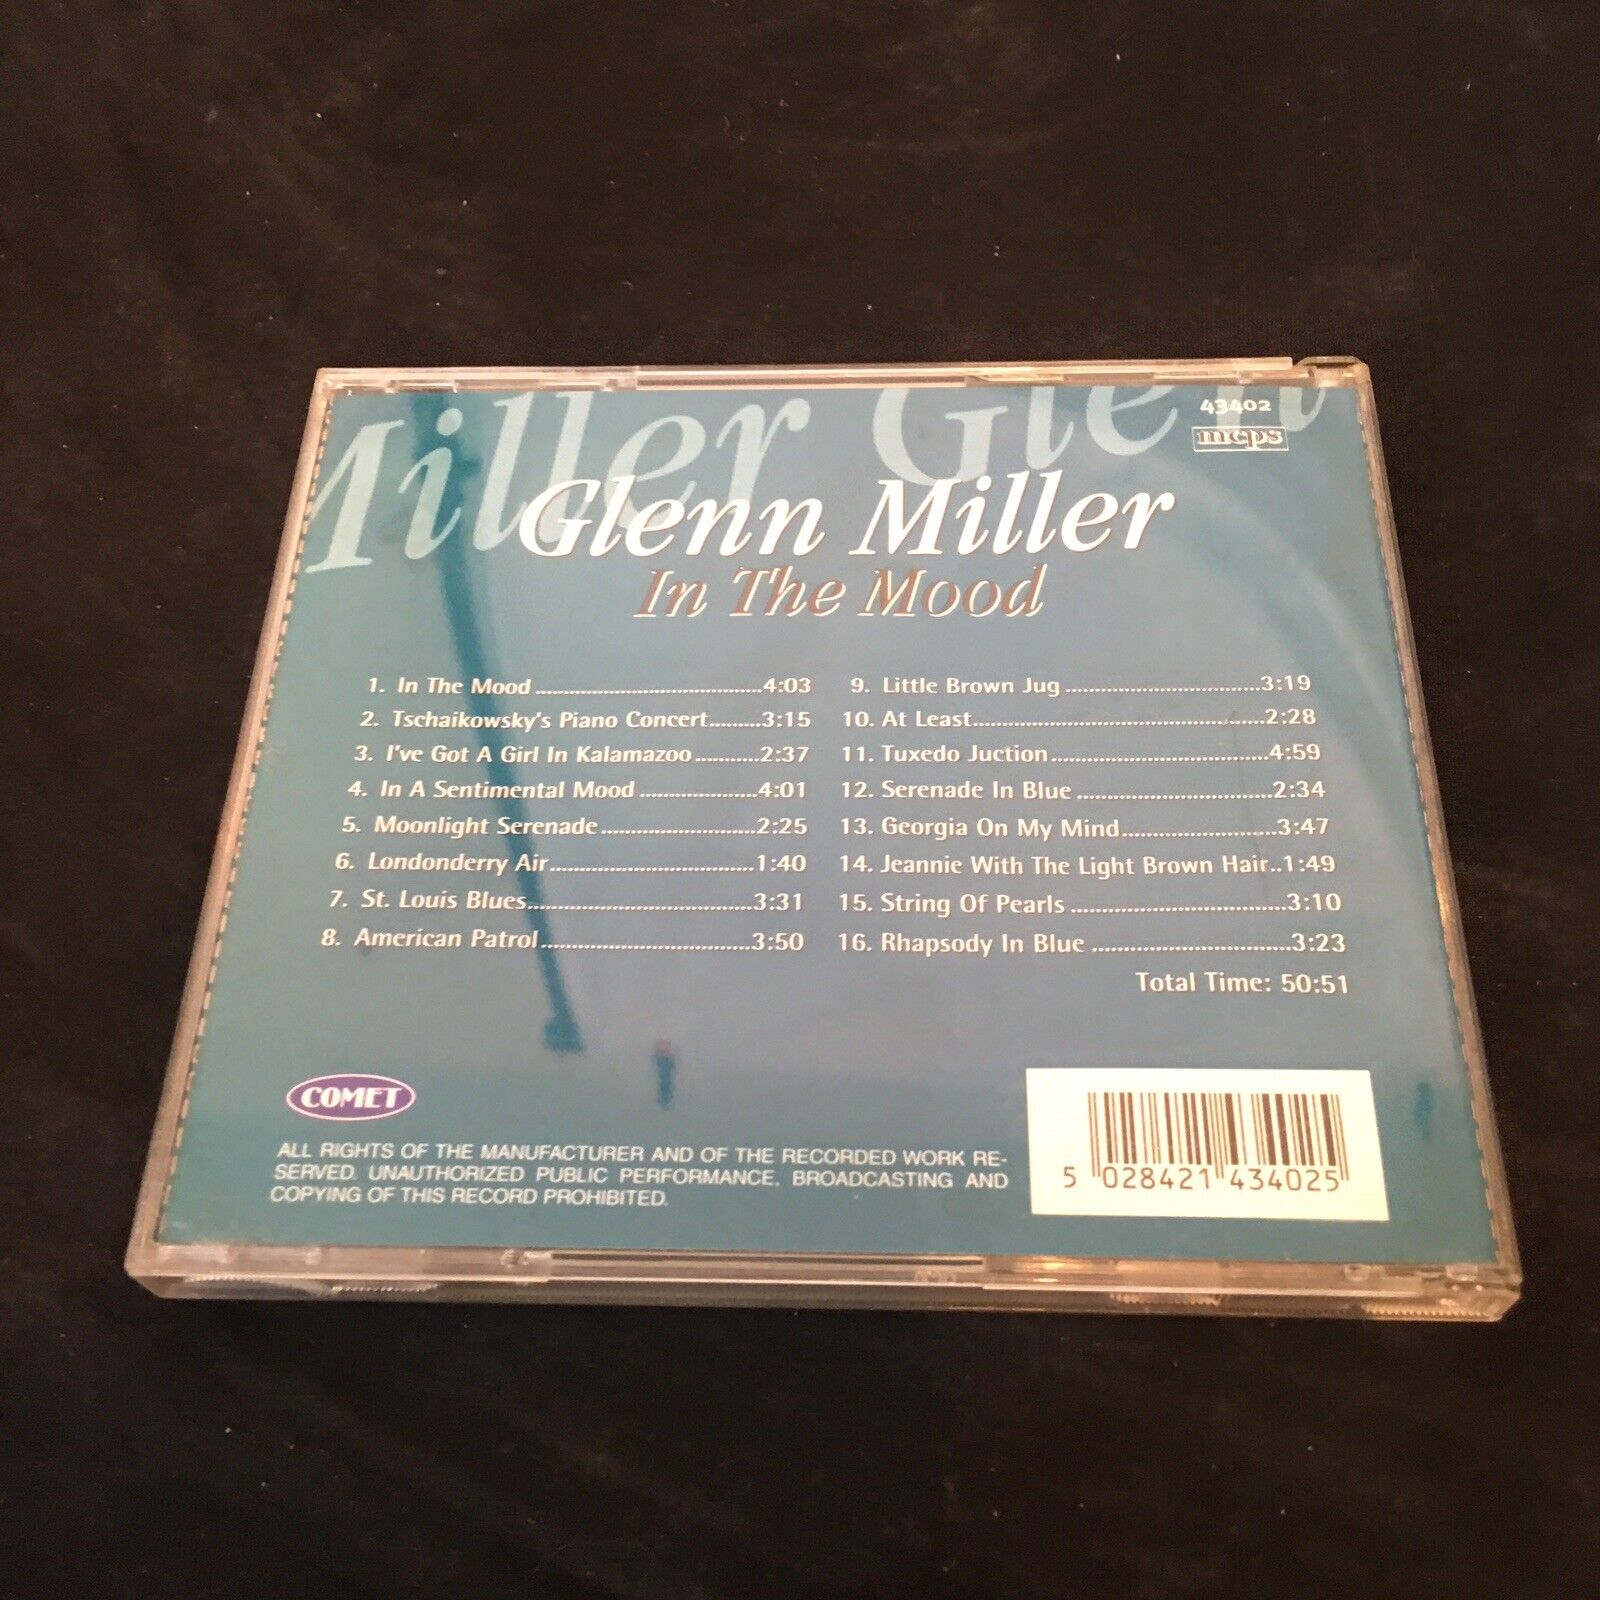 Miller Glenn
43402
mcps
Glenn Miller
In The Mood
1. In The Mood 4:03
2. Tschaikowsky's Piano Concert 3:15
3. I've Got A Girl In Kalamazoo 2:37
4. In A Sentimental Mood 4:01
5. Moonlight Serenade 2:25
6. Londonderry Air 1:40
7. St. Louis Blues 3:31
8. American Patrol 3:50
9. Little Brown Jug 3:19
10. At Least 2:28
11. Tuxedo Juction 4:59
12. Serenade In Blue 2:34
13. Georgia On My Mind 3:47
14. Jeannie With The Light Brown Hair 1:49
15. String Of Pearls 3:10
16. Rhapsody In Blue 3:23
Total Time: 50:51
COMET
ALL RIGHTS OF THE MANUFACTURER AND OF THE RECORDED WORK RE-
SERVED. UNAUTHORIZED PUBLIC PERFORMANCE, BROADCASTING AND
COPYING OF THIS RECORD PROHIBITED.
5 028421 434025